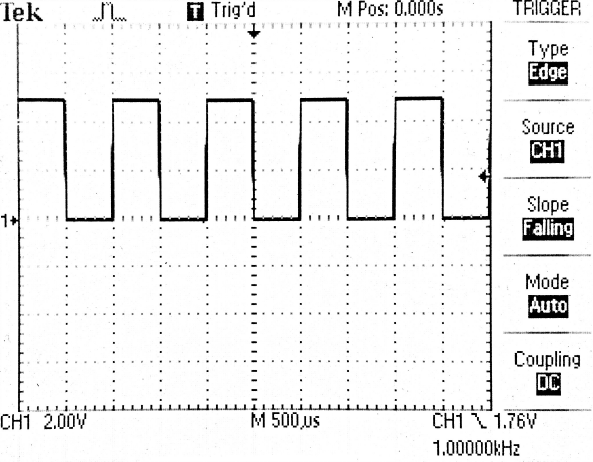 Tek T Trig'd M Pos: 0.000s TRIGGER
Type
Edge
Source
CH1
Slope
Falling
Mode
Auto
Coupling
DC
1
CH1 2.00V M 500µs CH1 1.76V
1.00000kHz